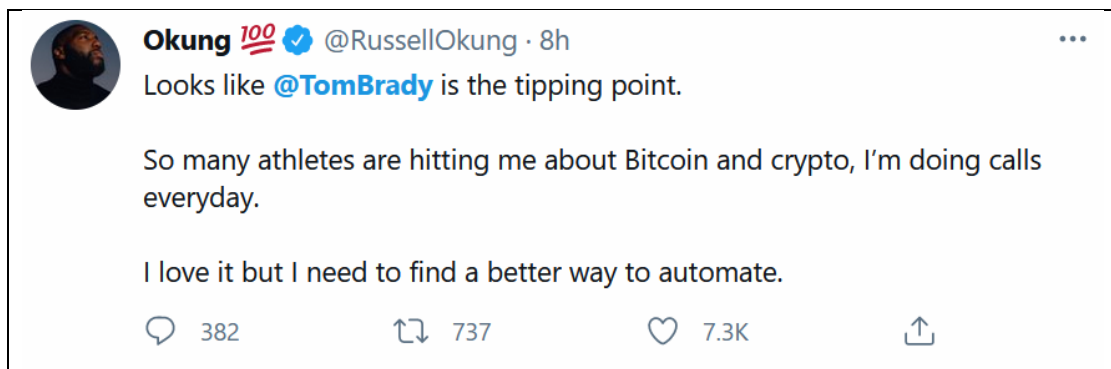 Okung 💯 @RussellOkung · 8h
Looks like @TomBrady is the tipping point.
So many athletes are hitting me about Bitcoin and crypto, I’m doing calls
everyday.
I love it but I need to find a better way to automate.
382 737 7.3K